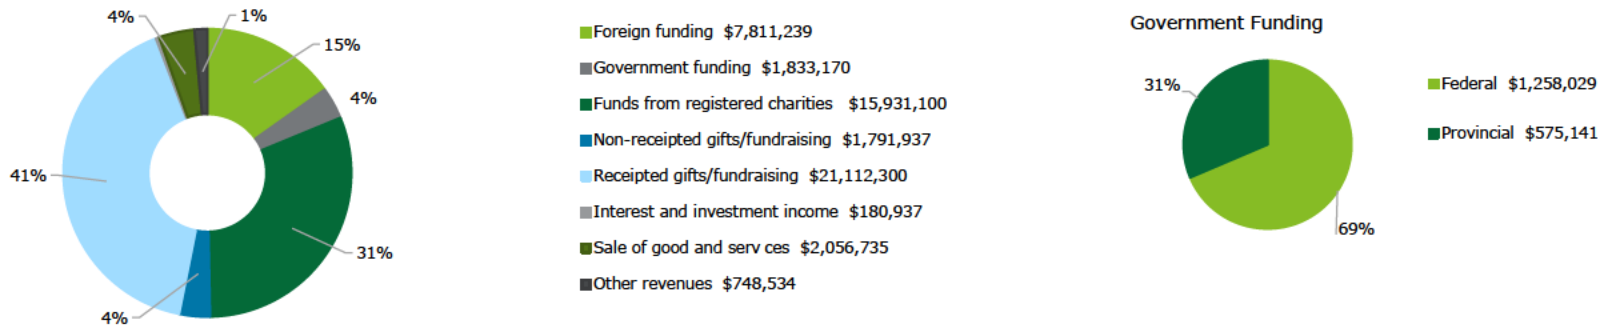 4%
1%
15%
4%
41%
31%
4%
Foreign funding $7,811,239
Government funding $1,833,170
Funds from registered charities $15,931,100
Non-receipted gifts/fundraising $1,791,937
Receipted gifts/fundraising $21,112,300
Interest and investment income $180,937
Sale of good and serv ces $2,056,735
Other revenues $748,534
Government Funding
31%
69%
Federal $1,258,029
Provincial $575,141